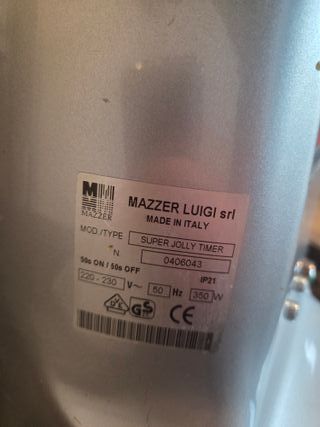 MAZZER
MAZZER LUIGI srl
MADE IN ITALY
MOD./TYPE SUPER JOLLY TIMER
N. 0406043
50s ON / 50s OFF IP21
220 - 230 V~ 50 Hz 350 W
GS CE